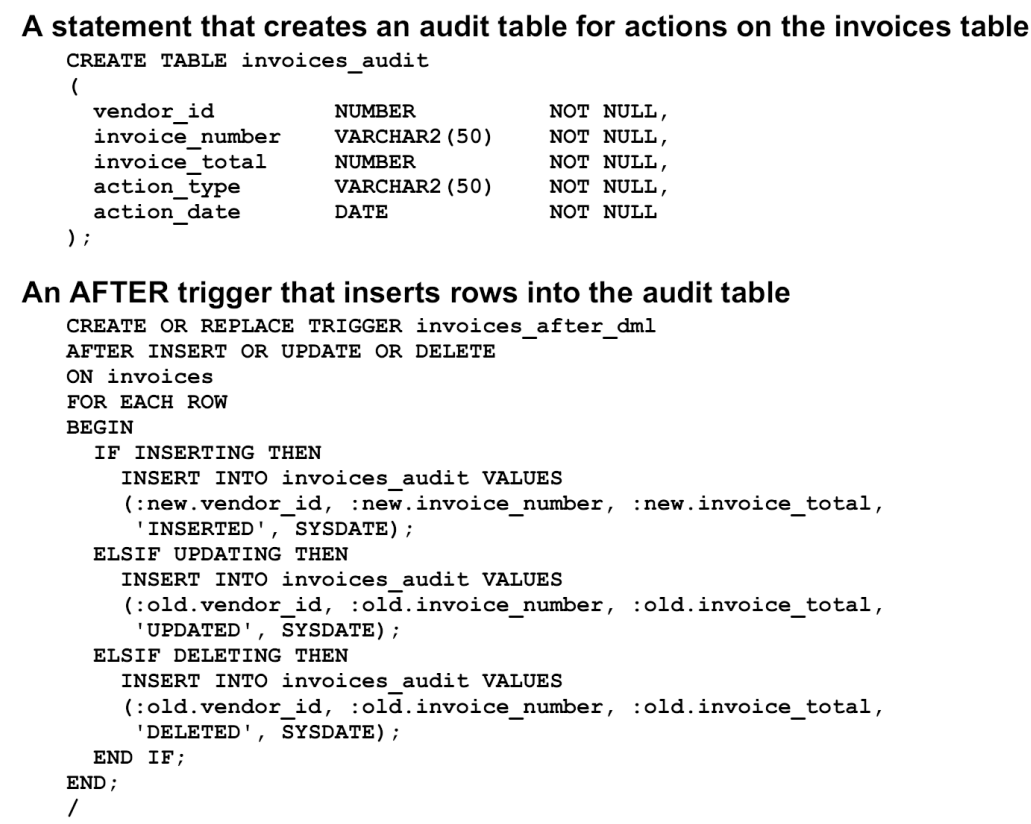 A statement that creates an audit table for actions on the invoices table
CREATE TABLE invoices_audit
(
  vendor_id         NUMBER          NOT NULL,
  invoice_number    VARCHAR2(50)    NOT NULL,
  invoice_total     NUMBER          NOT NULL,
  action_type       VARCHAR2(50)    NOT NULL,
  action_date       DATE            NOT NULL
);
An AFTER trigger that inserts rows into the audit table
CREATE OR REPLACE TRIGGER invoices_after_dml
AFTER INSERT OR UPDATE OR DELETE
ON invoices
FOR EACH ROW
BEGIN
  IF INSERTING THEN
    INSERT INTO invoices_audit VALUES
    (:new.vendor_id, :new.invoice_number, :new.invoice_total,
     'INSERTED', SYSDATE);
  ELSIF UPDATING THEN
    INSERT INTO invoices_audit VALUES
    (:old.vendor_id, :old.invoice_number, :old.invoice_total,
     'UPDATED', SYSDATE);
  ELSIF DELETING THEN
    INSERT INTO invoices_audit VALUES
    (:old.vendor_id, :old.invoice_number, :old.invoice_total,
     'DELETED', SYSDATE);
  END IF;
END;
/